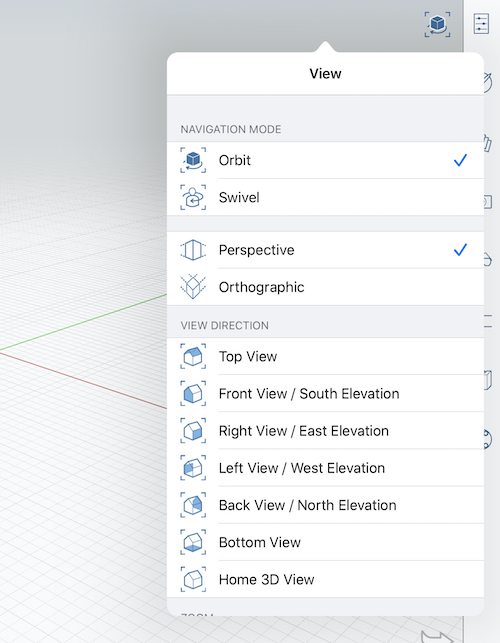 View
NAVIGATION MODE
Orbit
Swivel
Perspective
Orthographic
VIEW DIRECTION
Top View
Front View / South Elevation
Right View / East Elevation
Left View / West Elevation
Back View / North Elevation
Bottom View
Home 3D View
ZOOM